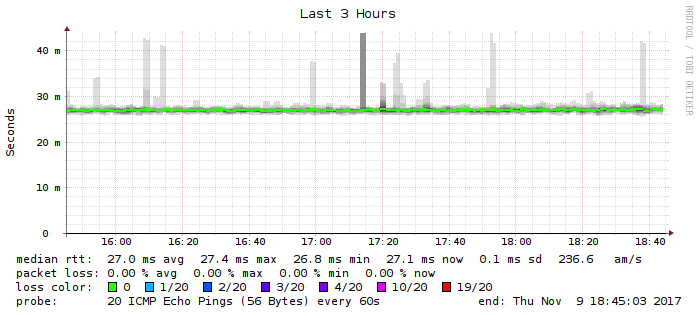 Last 3 Hours
RRDTOOL / TOBI OETIKER
Seconds
40 m
30 m
20 m
10 m
0
16:00 16:20 16:40 17:00 17:20 17:40 18:00 18:20 18:40
median rtt: 27.0 ms avg 27.4 ms max 26.8 ms min 27.1 ms now 0.1 ms sd 236.6 am/s
packet loss: 0.00 % avg 0.00 % max 0.00 % min 0.00 % now
loss color: 0 1/20 2/20 3/20 4/20 10/20 19/20
probe: 20 ICMP Echo Pings (56 Bytes) every 60s end: Thu Nov 9 18:45:03 2017